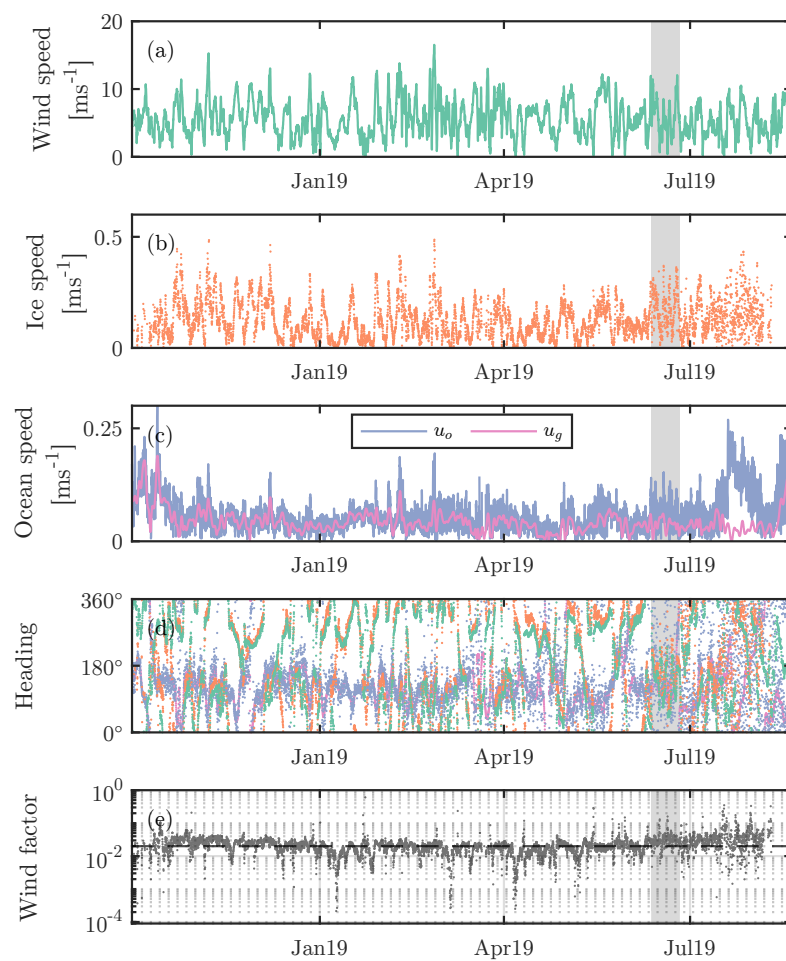 20
10
0
(a)
Wind speed
[ms⁻¹]
Jan19 Apr19 Jul19
0.5
0
(b)
Ice speed
[ms⁻¹]
Jan19 Apr19 Jul19
0.25
0
(c)
u_o u_g
Ocean speed
[ms⁻¹]
Jan19 Apr19 Jul19
360°
180°
0°
(d)
Heading
Jan19 Apr19 Jul19
10⁰
10⁻²
10⁻⁴
(e)
Wind factor
Jan19 Apr19 Jul19